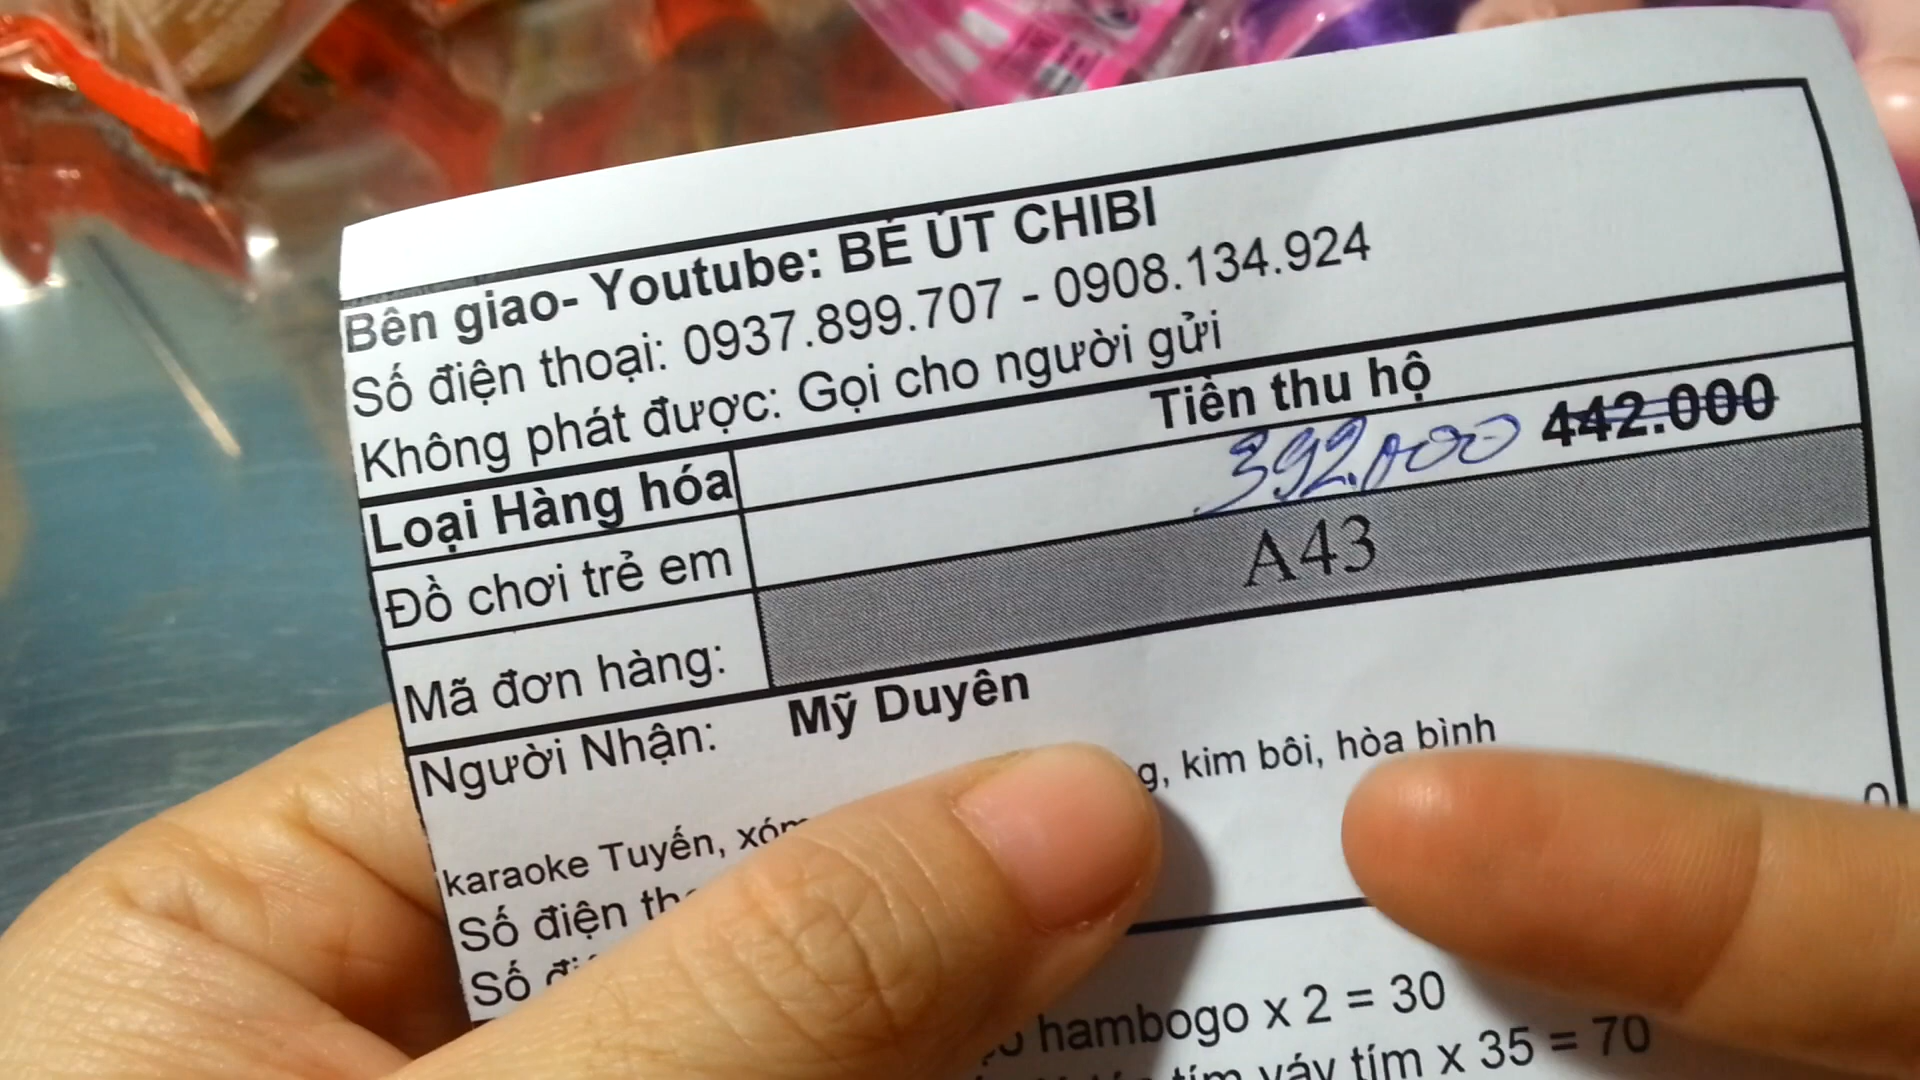 Bên giao- Youtube: BÉ ÚT CHIBI
Số điện thoại: 0937.899.707 - 0908.134.924
Không phát được: Gọi cho người gửi
Loại Hàng hóa Tiền thu hộ
Đồ chơi trẻ em 392.000 442.000
Mã đơn hàng: A43
Người Nhận: Mỹ Duyên
karaoke Tuyến, kim bôi, hòa bình
Số điện
Số
hambogo x 2 = 30
tím váy tím x 35 = 70